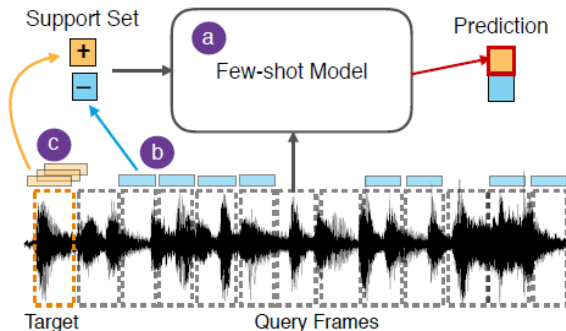 Support Set
+
−
a
Few-shot Model
Prediction
c
b
Target
Query Frames